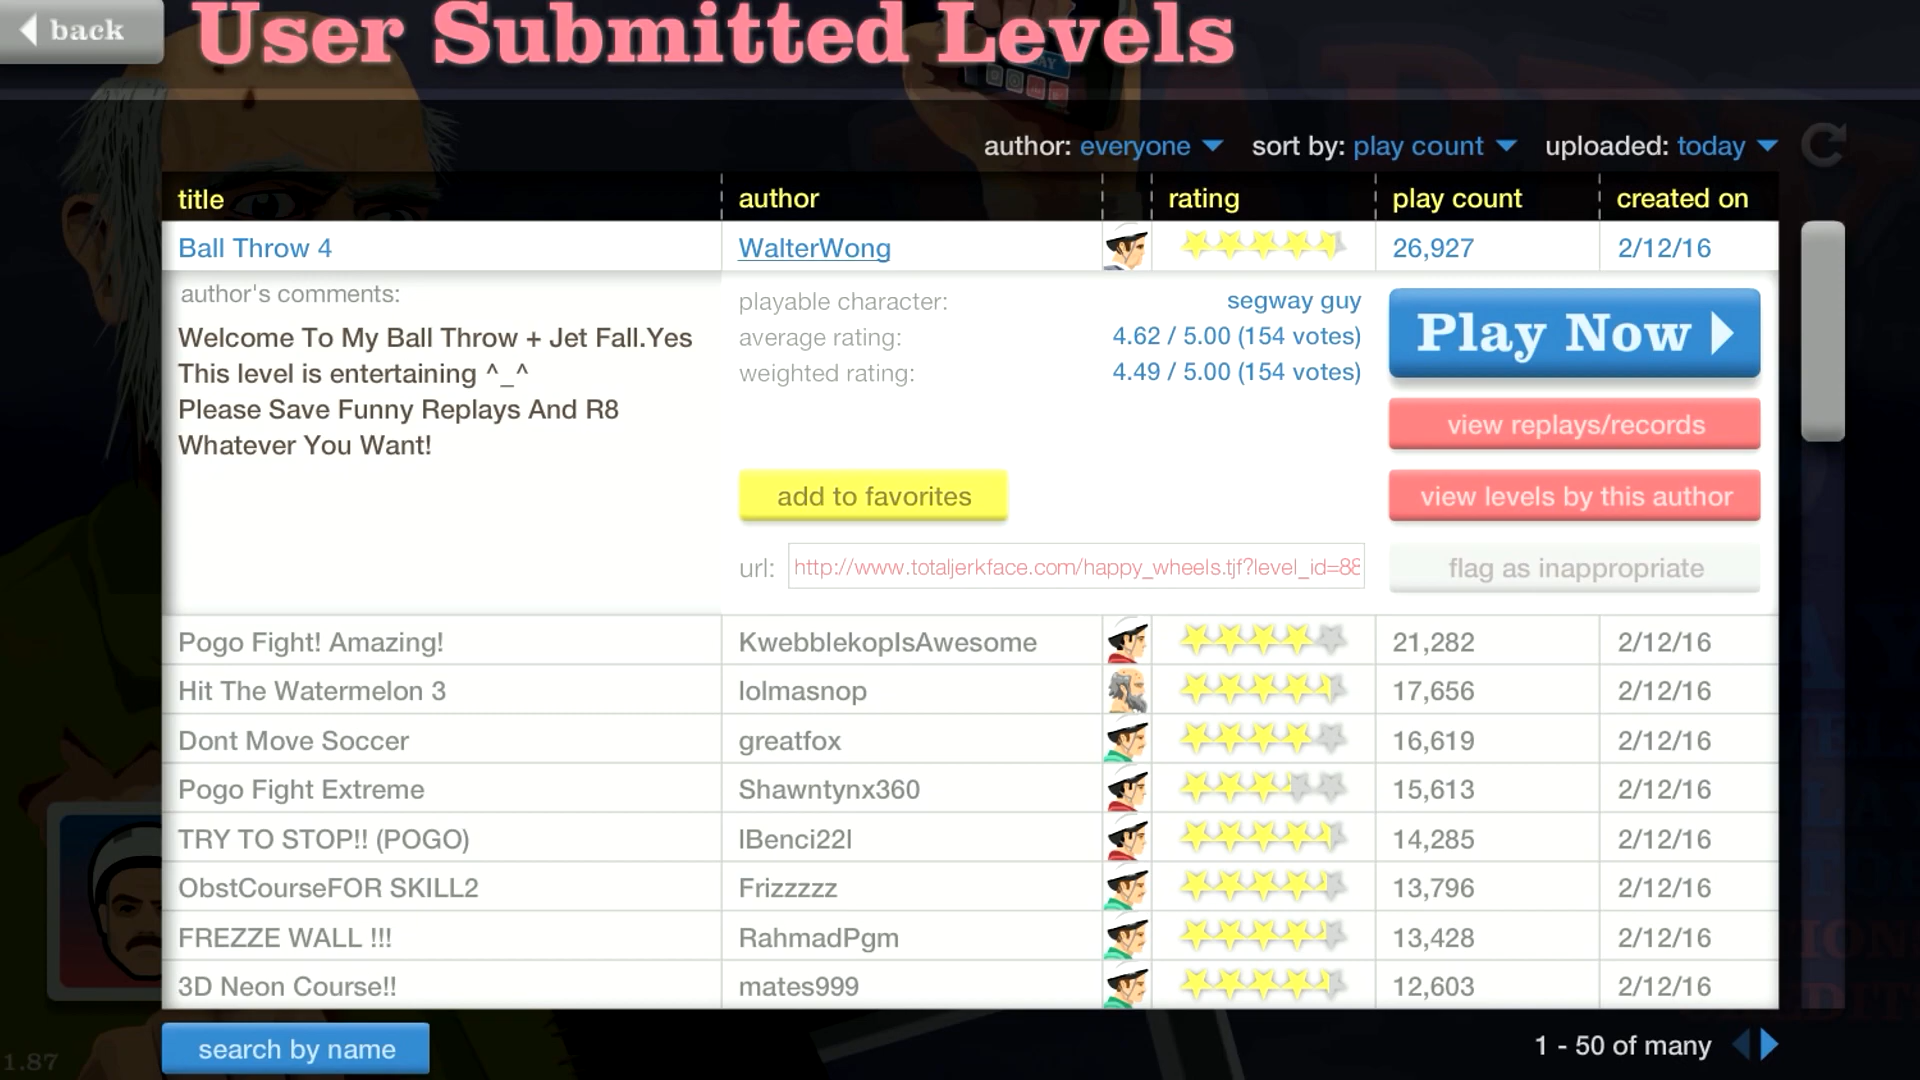 back
User Submitted Levels
author: everyone sort by: play count uploaded: today
title author rating play count created on
Ball Throw 4 WalterWong 26,927 2/12/16
author's comments:
Welcome To My Ball Throw + Jet Fall.Yes
This level is entertaining ^_^
Please Save Funny Replays And R8
Whatever You Want!
playable character: segway guy
average rating: 4.62 / 5.00 (154 votes)
weighted rating: 4.49 / 5.00 (154 votes)
add to favorites
url: http://www.totaljerkface.com/happy_wheels.tjf?level_id=88
Play Now
view replays/records
view levels by this author
flag as inappropriate
Pogo Fight! Amazing! KwebblekopIsAwesome 21,282 2/12/16
Hit The Watermelon 3 lolmasnop 17,656 2/12/16
Dont Move Soccer greatfox 16,619 2/12/16
Pogo Fight Extreme Shawntynx360 15,613 2/12/16
TRY TO STOP!! (POGO) lBenci22l 14,285 2/12/16
ObstCourseFOR SKILL2 Frizzzzz 13,796 2/12/16
FREZZE WALL !!! RahmadPgm 13,428 2/12/16
3D Neon Course!! mates999 12,603 2/12/16
search by name
1 - 50 of many
1.87